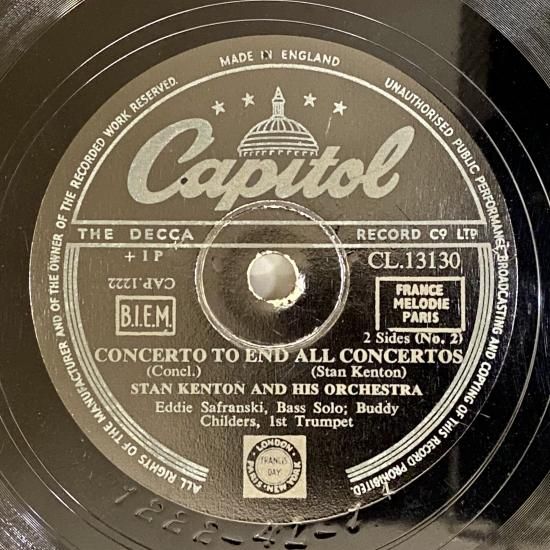 MADE IN ENGLAND
ALL RIGHTS OF THE MANUFACTURER AND OF THE OWNER OF THE RECORDED WORK RESERVED.
UNAUTHORISED PUBLIC PERFORMANCE, BROADCASTING AND COPYING OF THIS RECORD PROHIBITED.
Capitol
THE DECCA RECORD CO LTD
+ 1 P
CL.13130
CAP.1222
B.I.E.M.
FRANCE
MELODIE
PARIS
2 Sides (No. 2)
CONCERTO TO END ALL CONCERTOS
(Concl.) (Stan Kenton)
STAN KENTON AND HIS ORCHESTRA
Eddie Safranski, Bass Solo; Buddy
Childers, 1st Trumpet
LONDON
FRANCIS
DAY
NEW YORK